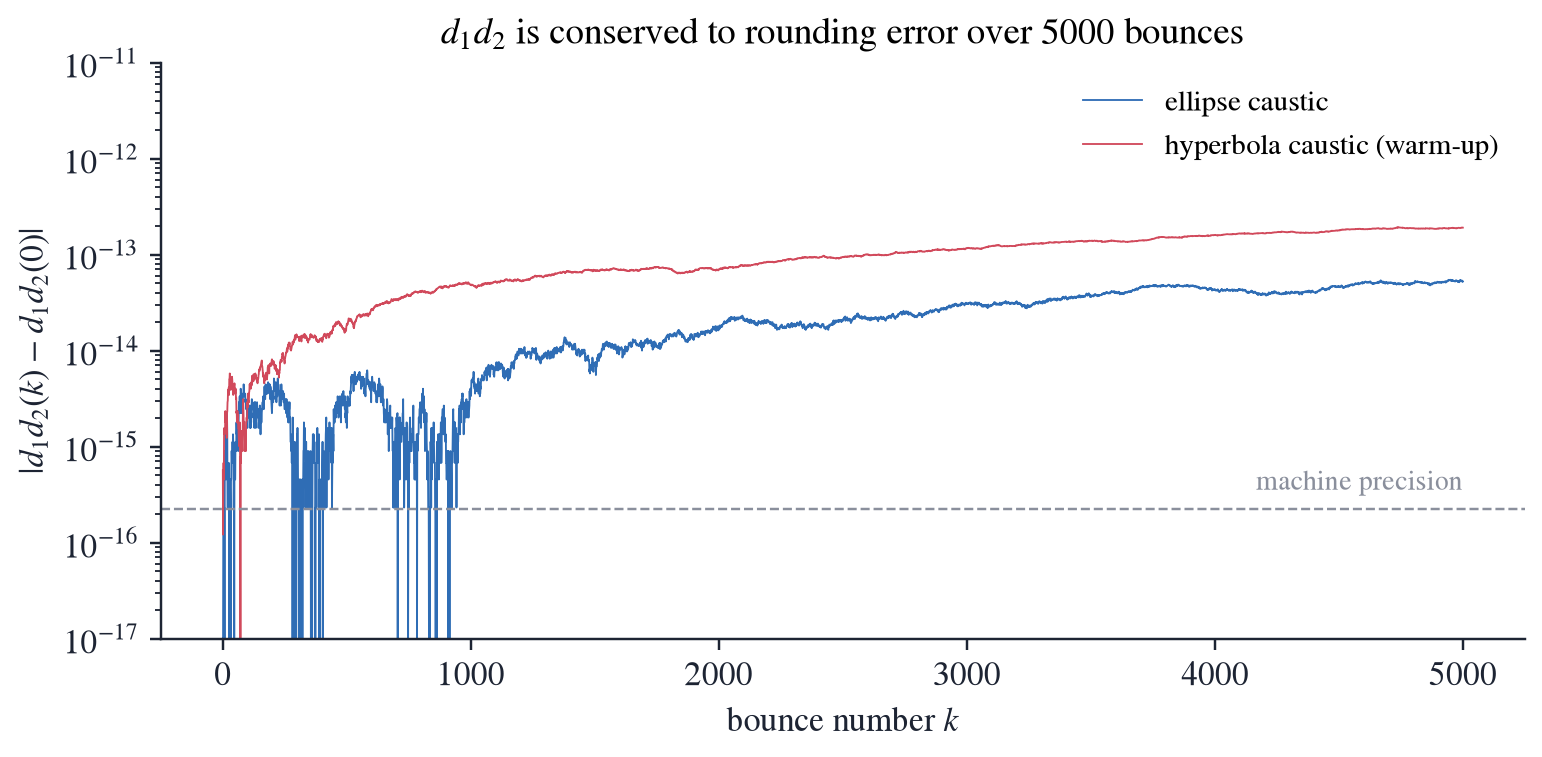 d₁d₂ is conserved to rounding error over 5000 bounces
ellipse caustic
hyperbola caustic (warm-up)
|d₁d₂(k) − d₁d₂(0)|
10⁻¹¹
10⁻¹²
10⁻¹³
10⁻¹⁴
10⁻¹⁵
10⁻¹⁶
10⁻¹⁷
machine precision
0 1000 2000 3000 4000 5000
bounce number k